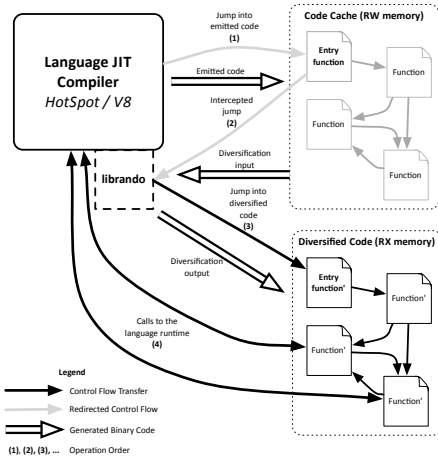 Language JIT
Compiler
HotSpot / V8
librando
Jump into
emitted code
(1)
Emitted code
Intercepted
jump
(2)
Diversification
input
Jump into
diversified
code
(3)
Diversification
output
Calls to the
language runtime
(4)
Code Cache (RW memory)
Entry
function
Function
Function
Function
Diversified Code (RX memory)
Entry
function'
Function'
Function'
Function'
Legend
Control Flow Transfer
Redirected Control Flow
Generated Binary Code
(1), (2), (3), ... Operation Order